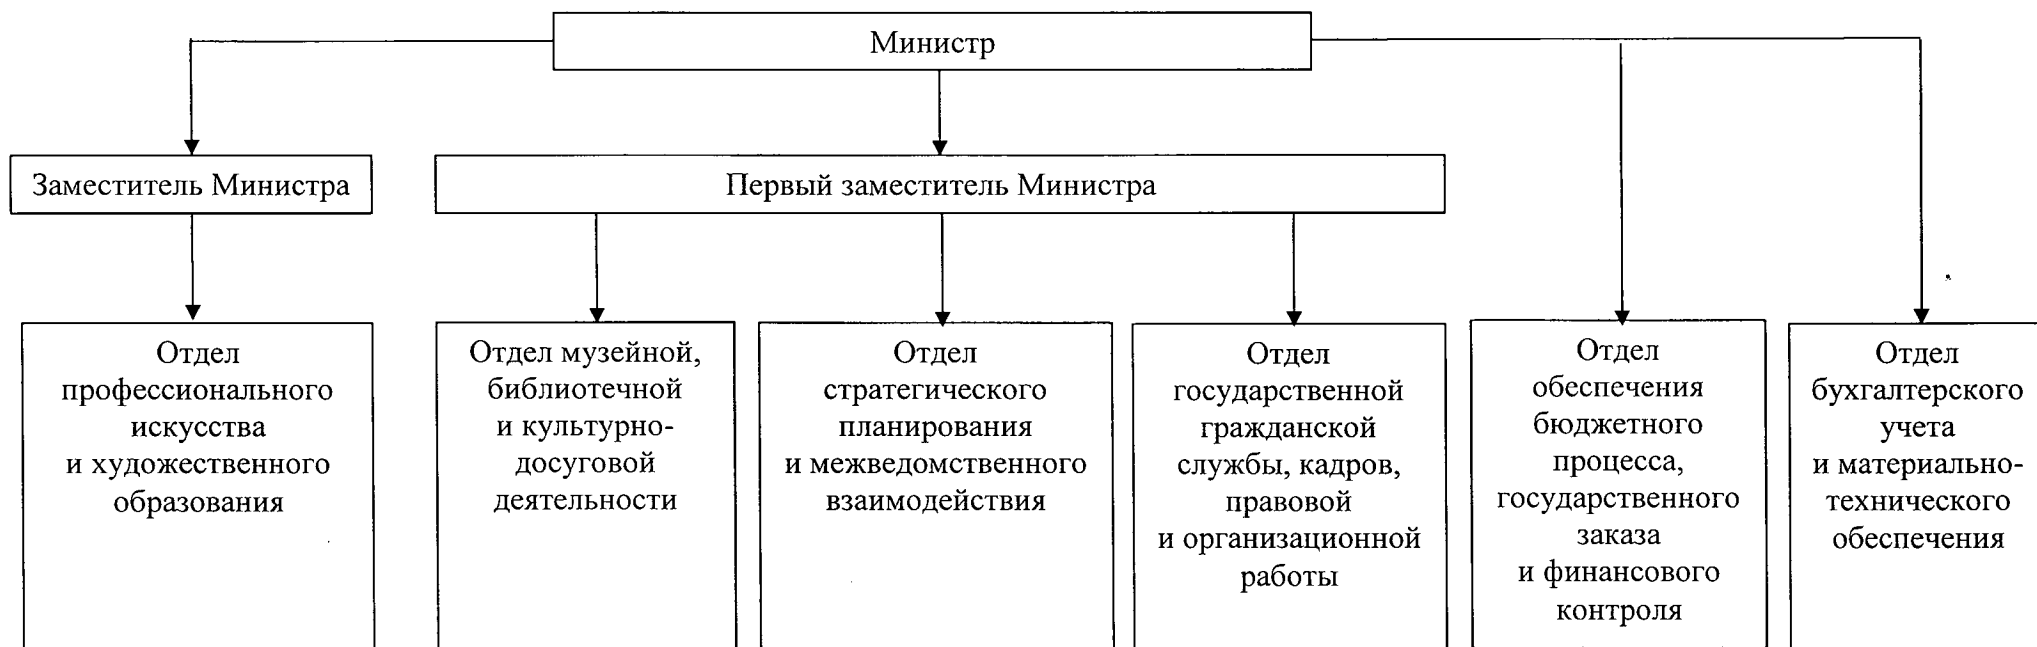 Министр
Заместитель Министра
Первый заместитель Министра
Отдел
профессионального
искусства
и художественного
образования
Отдел музейной,
библиотечной
и культурно-
досуговой
деятельности
Отдел
стратегического
планирования
и межведомственного
взаимодействия
Отдел
государственной
гражданской
службы, кадров,
правовой
и организационной
работы
Отдел
обеспечения
бюджетного
процесса,
государственного
заказа
и финансового
контроля
Отдел
бухгалтерского
учета
и материально-
технического
обеспечения